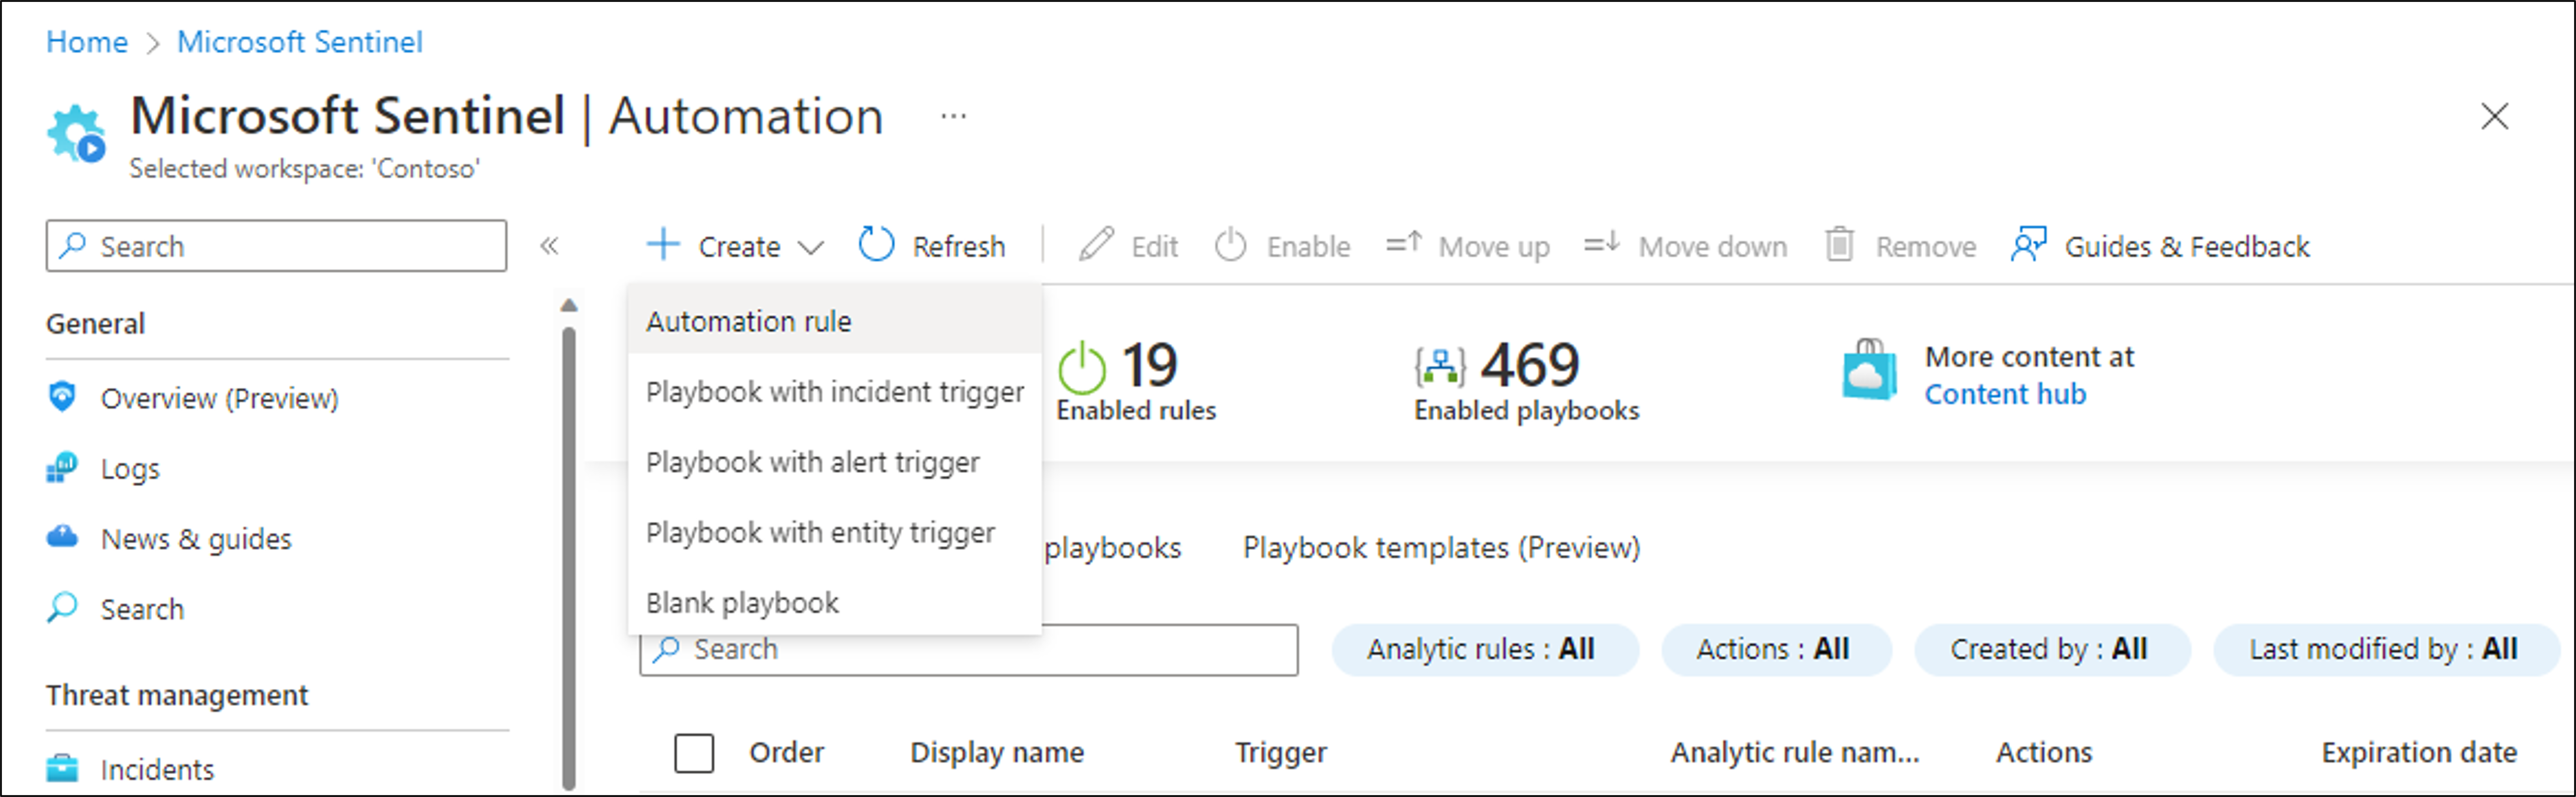 Home > Microsoft Sentinel
Microsoft Sentinel | Automation ...
Selected workspace: 'Contoso'
Search
«
Create
Refresh
Edit
Enable
Move up
Move down
Remove
Guides & Feedback
General
Overview (Preview)
Logs
News & guides
Search
Threat management
Incidents
Automation rule
Playbook with incident trigger
Playbook with alert trigger
Playbook with entity trigger
Blank playbook
19
Enabled rules
469
Enabled playbooks
More content at
Content hub
playbooks
Playbook templates (Preview)
Search
Analytic rules : All
Actions : All
Created by : All
Last modified by : All
Order
Display name
Trigger
Analytic rule nam...
Actions
Expiration date